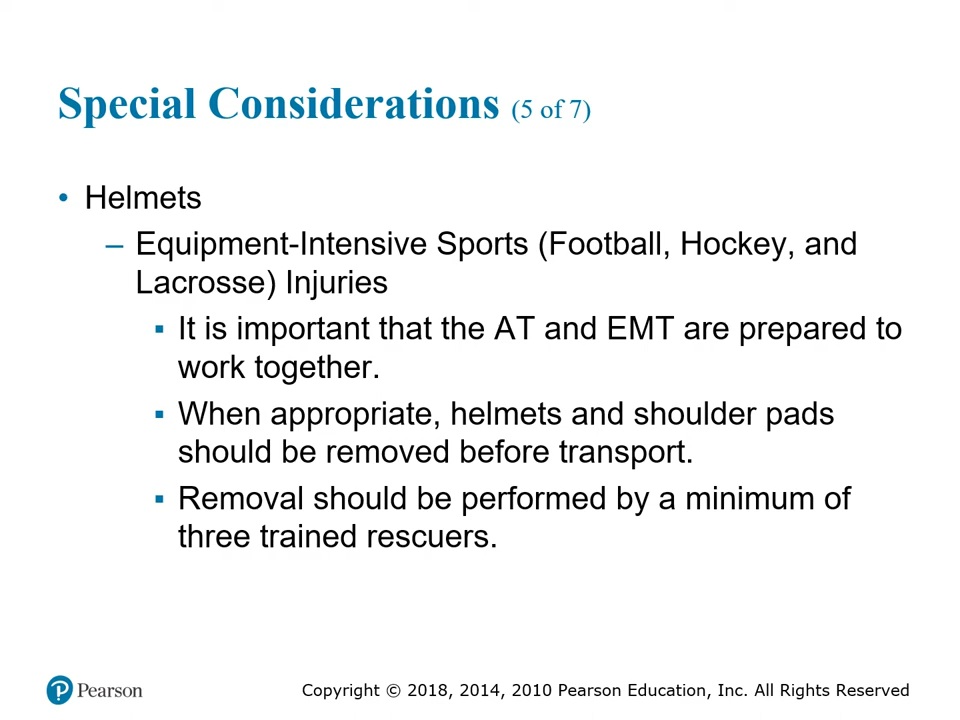 Special Considerations (5 of 7)
• Helmets
– Equipment-Intensive Sports (Football, Hockey, and
Lacrosse) Injuries
▪ It is important that the AT and EMT are prepared to
work together.
▪ When appropriate, helmets and shoulder pads
should be removed before transport.
▪ Removal should be performed by a minimum of
three trained rescuers.
Pearson
Copyright © 2018, 2014, 2010 Pearson Education, Inc. All Rights Reserved